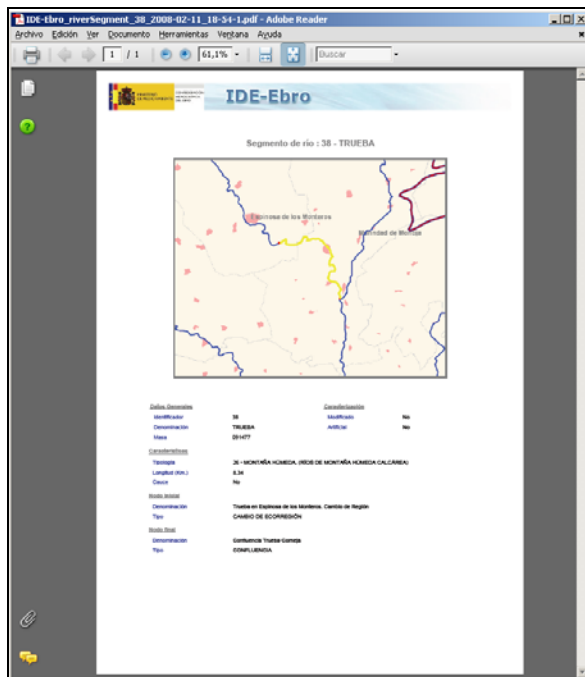 IDE-Ebro_riverSegment_38_2008-02-11_18-54-1.pdf - Adobe Reader
Archivo Edición Ver Documento Herramientas Ventana Ayuda
1 / 1 61,1% Buscar
IDE-Ebro
Segmento de río : 38 - TRUEBA
Espinosa de los Monteros
Merindad de Montija
Datos Generales Caracterización
Identificador 38 Modificado No
Denominación TRUEBA Artificial No
Masa
Características
Tipología 26 - MONTAÑA HÚMEDA. (RÍOS DE MONTAÑA HÚMEDA CALCÁREA)
Longitud (Km.)
Cauce No
Nodo Inicial
Denominación Trueba en Espinosa de los Monteros. Cambio de Región
Tipo CAMBIO DE ECORREGIÓN
Nodo final
Denominación Confluencia Trueba-Cerneja
Tipo CONFLUENCIA